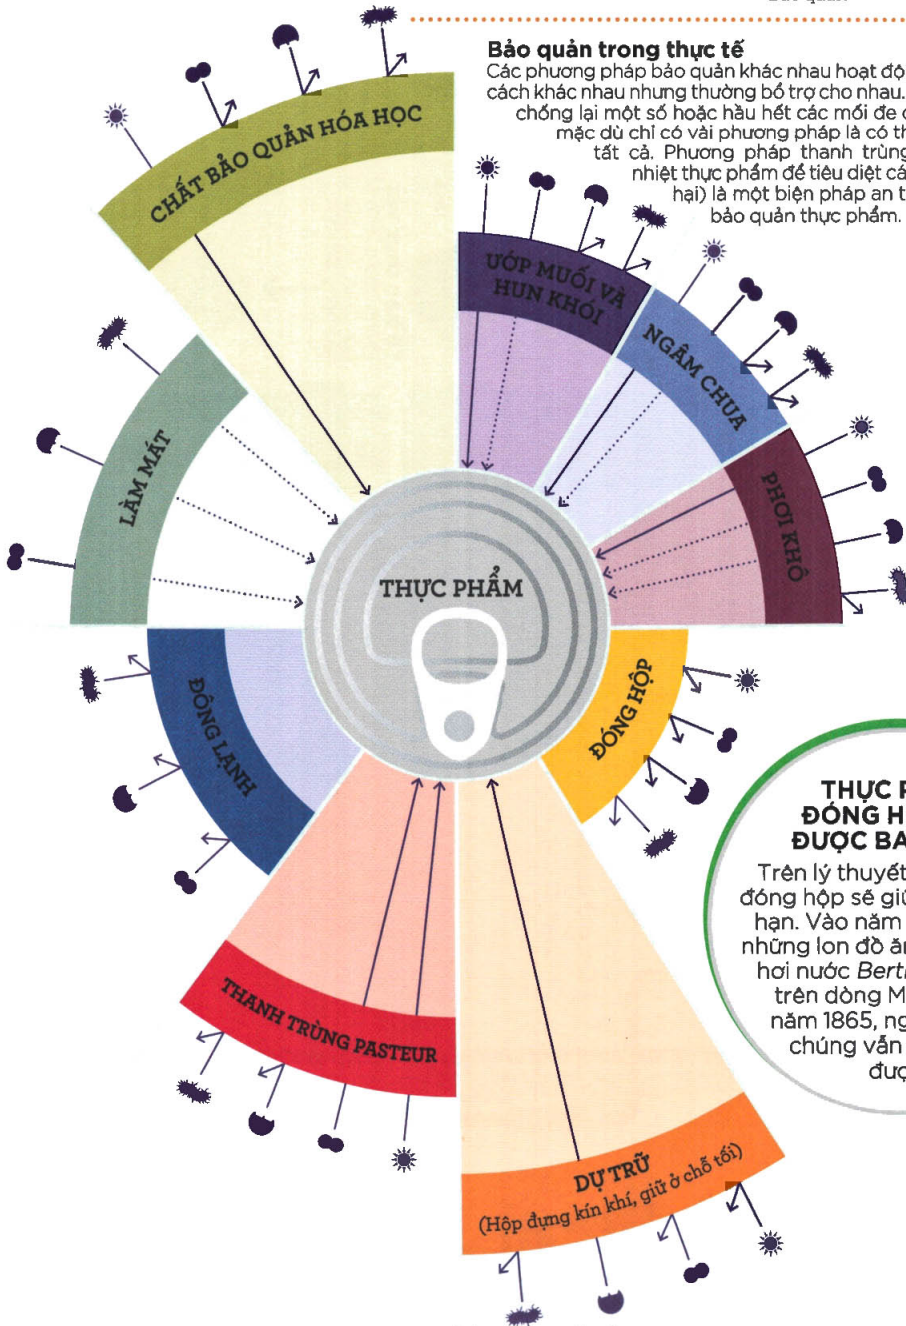 Bảo quản trong thực tế
Các phương pháp bảo quản khác nhau hoạt độ
cách khác nhau nhưng thường bổ trợ cho nhau.
chống lại một số hoặc hầu hết các mối đe
mặc dù chỉ có vài phương pháp là có th
tất cả. Phương pháp thanh trùng
nhiệt thực phẩm để tiêu diệt cá
hại) là một biện pháp an t
bảo quản thực phẩm.
CHẤT BẢO QUẢN HÓA HỌC
ƯỚP MUỐI VÀ
HUN KHÓI
NGÂM CHUA
PHƠI KHÔ
LÀM MÁT
THỰC PHẨM
ĐÔNG LẠNH
ĐÓNG HỘP
THANH TRÙNG PASTEUR
DỰ TRỮ
(Hộp đựng kín khí, giữ ở chỗ tối)
THỰC P
ĐÓNG H
ĐƯỢC BA
Trên lý thuyết
đóng hộp sẽ giữ
hạn. Vào năm
những lon đồ ăn
hơi nước Bert
trên dòng M
năm 1865, ng
chúng vẫn
đượ